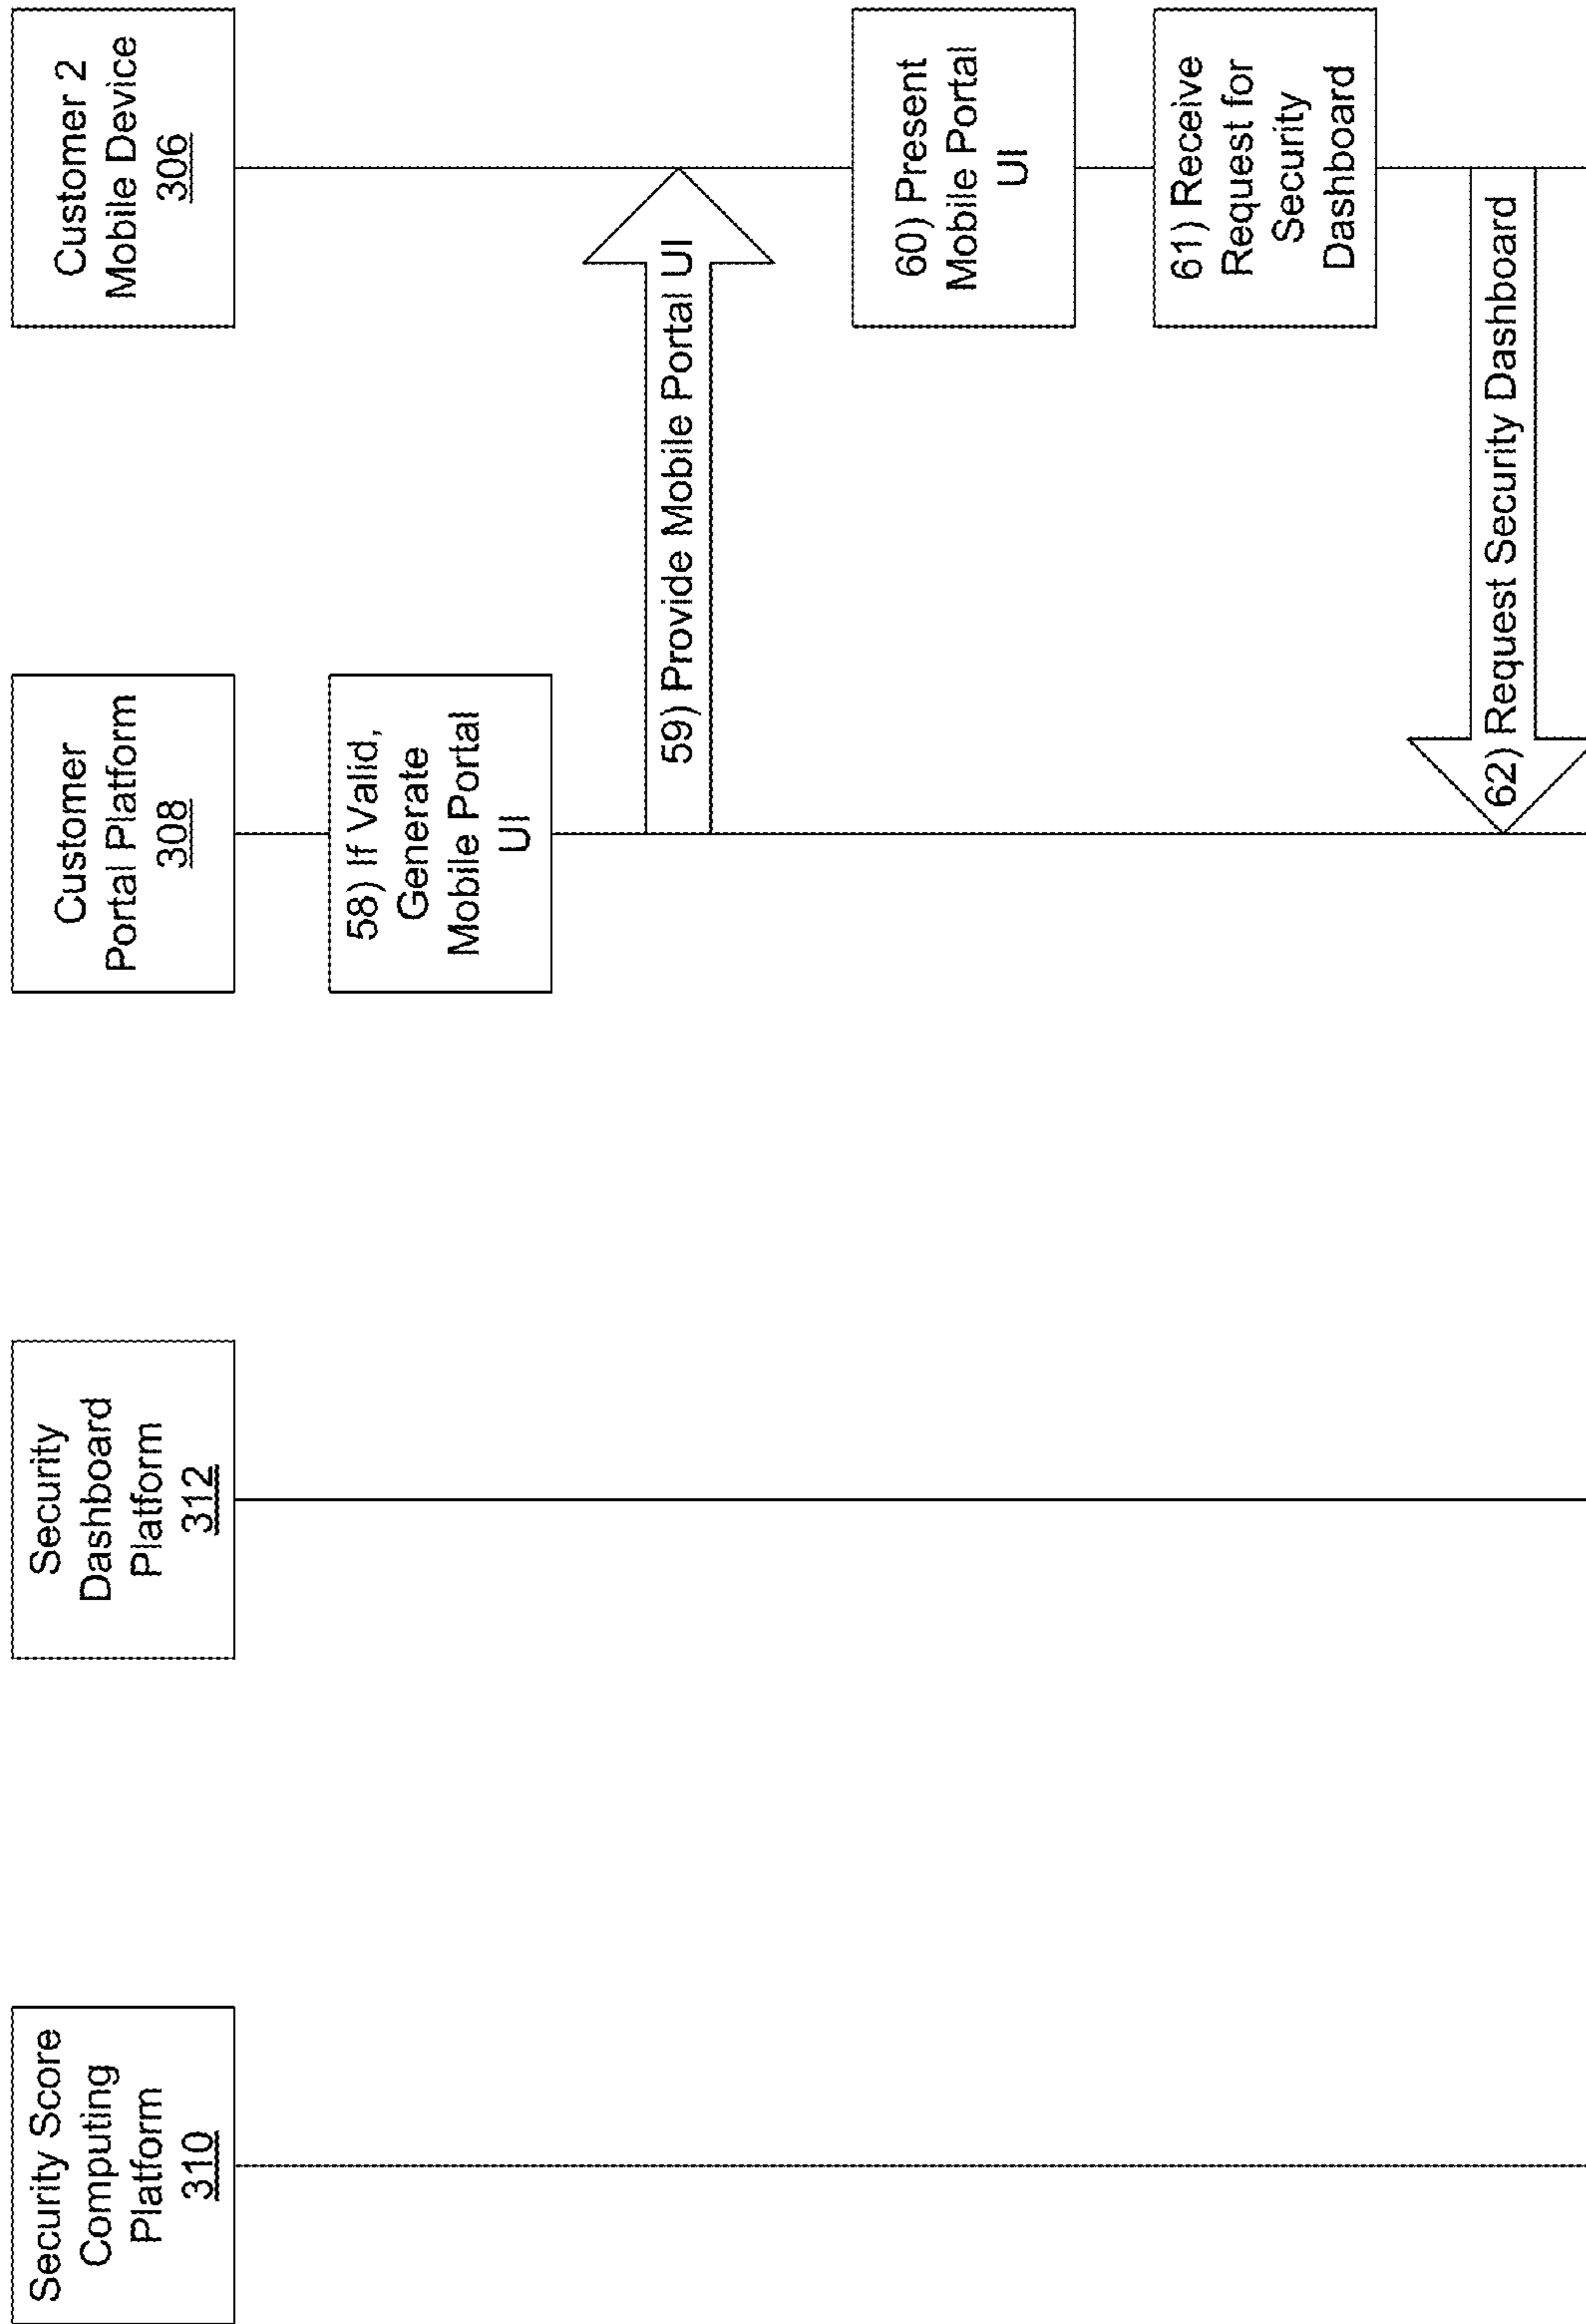 Security Score
Computing
Platform
310
Security
Dashboard
Platform
312
Customer
Portal Platform
308
Customer 2
Mobile Device
306
58) If Valid,
Generate
Mobile Portal
UI
59) Provide Mobile Portal UI
60) Present
Mobile Portal
UI
61) Receive
Request for
Security
Dashboard
62) Request Security Dashboard